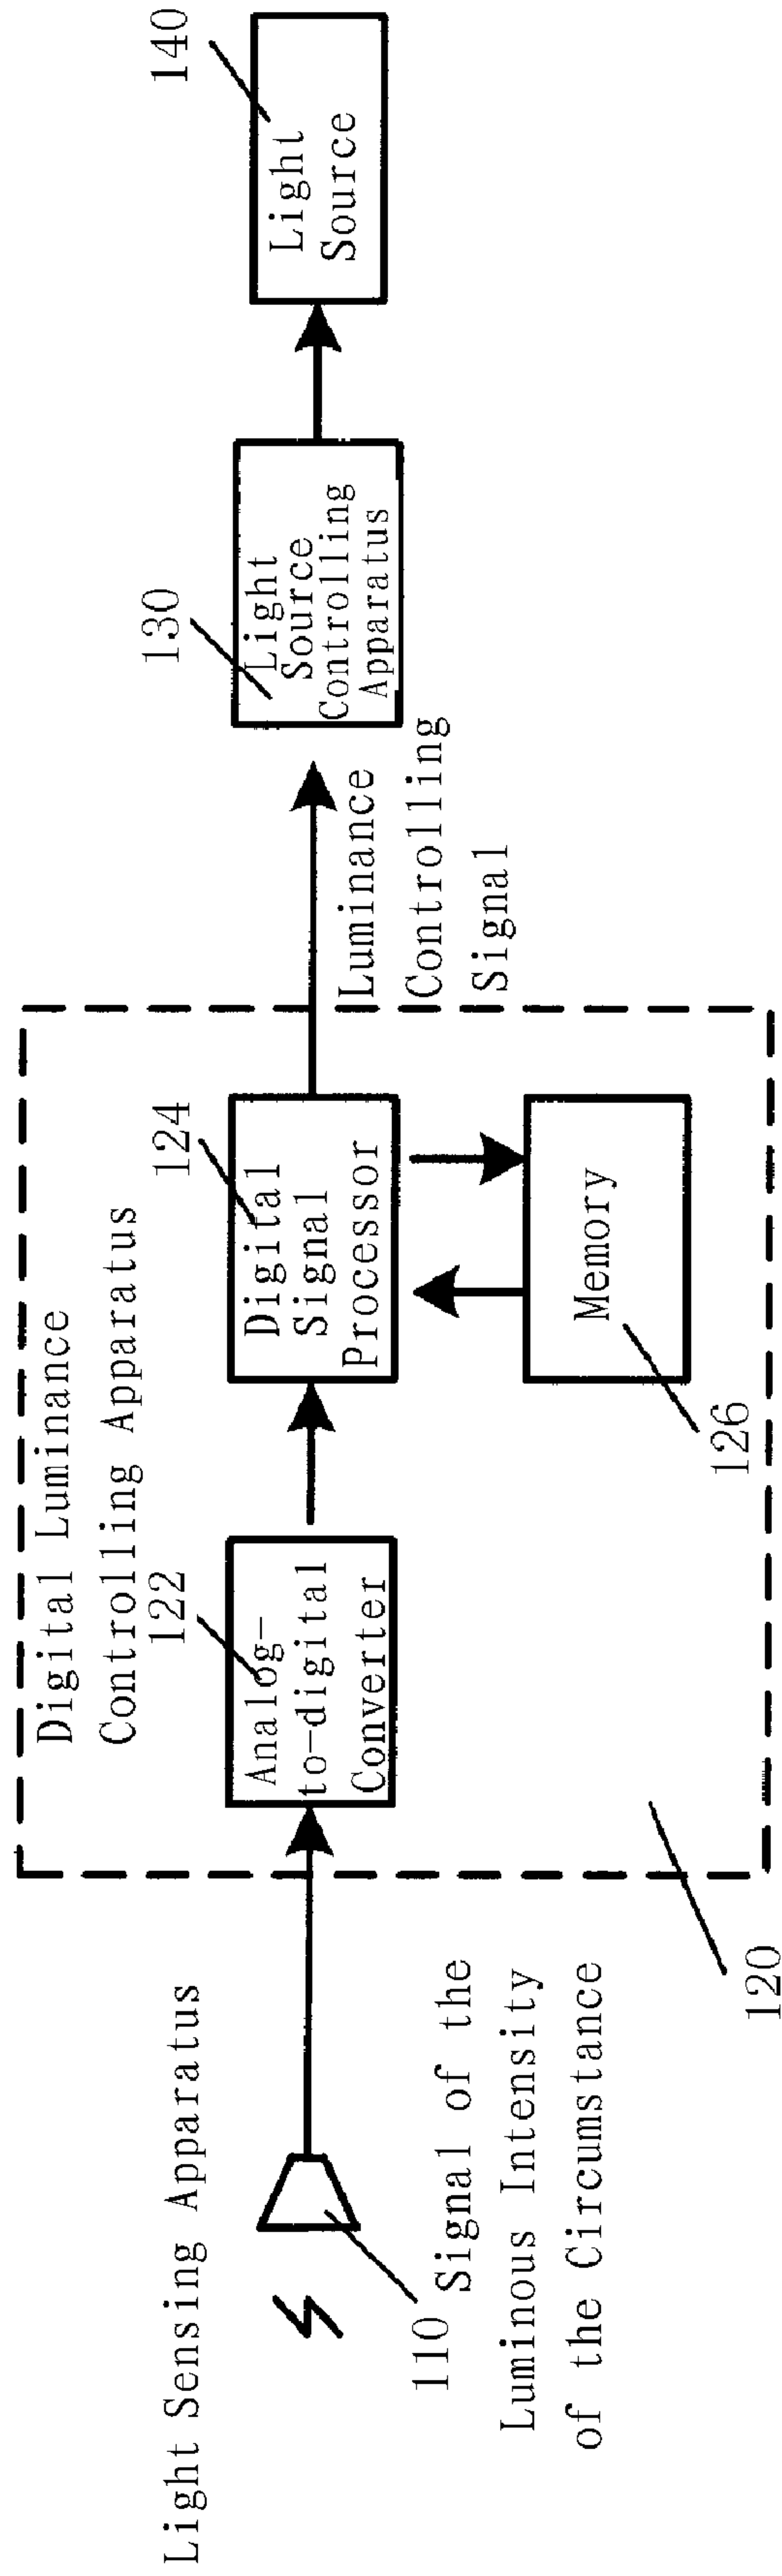 Light Sensing Apparatus
110
Signal of the
Luminous Intensity
of the Circumstance
120
Digital Luminance
Controlling Apparatus
122
Analog-
to-digital
Converter
124
Digital
Signal
Processor
126
Memory
Luminance
Controlling
Signal
130
Light
Source
Controlling
Apparatus
140
Light
Source